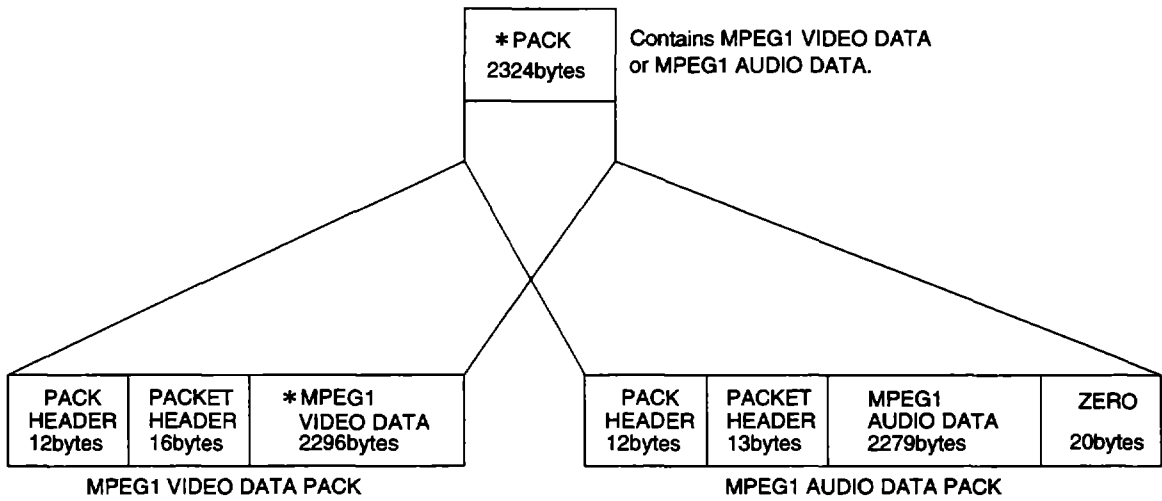 *PACK
2324bytes
Contains MPEG1 VIDEO DATA
or MPEG1 AUDIO DATA.
PACK
HEADER
12bytes
PACKET
HEADER
16bytes
*MPEG1
VIDEO DATA
2296bytes
MPEG1 VIDEO DATA PACK
PACK
HEADER
12bytes
PACKET
HEADER
13bytes
MPEG1
AUDIO DATA
2279bytes
ZERO
20bytes
MPEG1 AUDIO DATA PACK